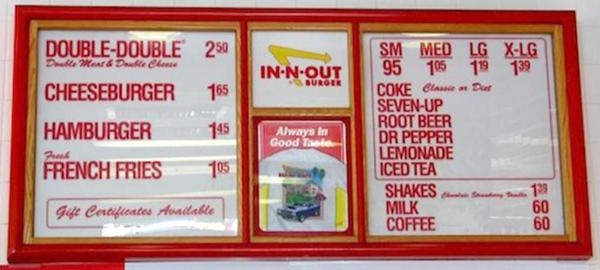 DOUBLE-DOUBLE® 2 50
Double Meat & Double Cheese
CHEESEBURGER 1 65
HAMBURGER 1 45
Fresh
FRENCH FRIES 1 05
Gift Certificates Available
IN-N-OUT
BURGER
Always In
Good Taste.
IN-N-OUT
SM MED LG X-LG
95 1 05 1 19 1 39
COKE Classic or Diet
SEVEN-UP
ROOT BEER
DR PEPPER
LEMONADE
ICED TEA
SHAKES Chocolate Strawberry Vanilla 1 39
MILK 60
COFFEE 60